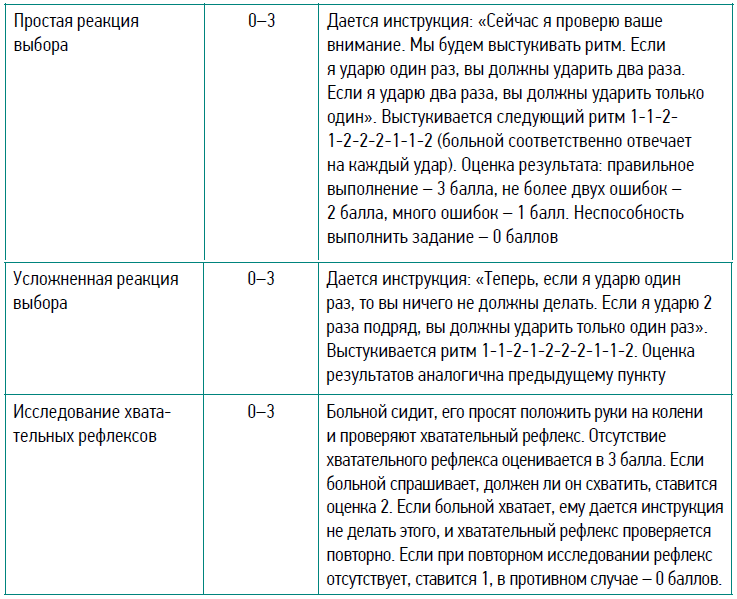 Простая реакция
выбора
0–3
Дается инструкция: «Сейчас я проверю ваше
внимание. Мы будем выстукивать ритм. Если
я ударю один раз, вы должны ударить два раза.
Если я ударю два раза, вы должны ударить только
один». Выстукивается следующий ритм 1-1-2-
1-2-2-2-1-1-2 (больной соответственно отвечает
на каждый удар). Оценка результата: правильное
выполнение – 3 балла, не более двух ошибок –
2 балла, много ошибок – 1 балл. Неспособность
выполнить задание – 0 баллов
Усложненная реакция
выбора
0–3
Дается инструкция: «Теперь, если я ударю один
раз, то вы ничего не должны делать. Если я ударю 2
раза подряд, вы должны ударить только один раз».
Выстукивается ритм 1-1-2-1-2-2-2-1-1-2. Оценка
результатов аналогична предыдущему пункту
Исследование хвата-
тельных рефлексов
0–3
Больной сидит, его просят положить руки на колени
и проверяют хватательный рефлекс. Отсутствие
хватательного рефлекса оценивается в 3 балла. Если
больной спрашивает, должен ли он схватить, ставится
оценка 2. Если больной хватает, ему дается инструкция
не делать этого, и хватательный рефлекс проверяется
повторно. Если при повторном исследовании рефлекс
отсутствует, ставится 1, в противном случае – 0 баллов.